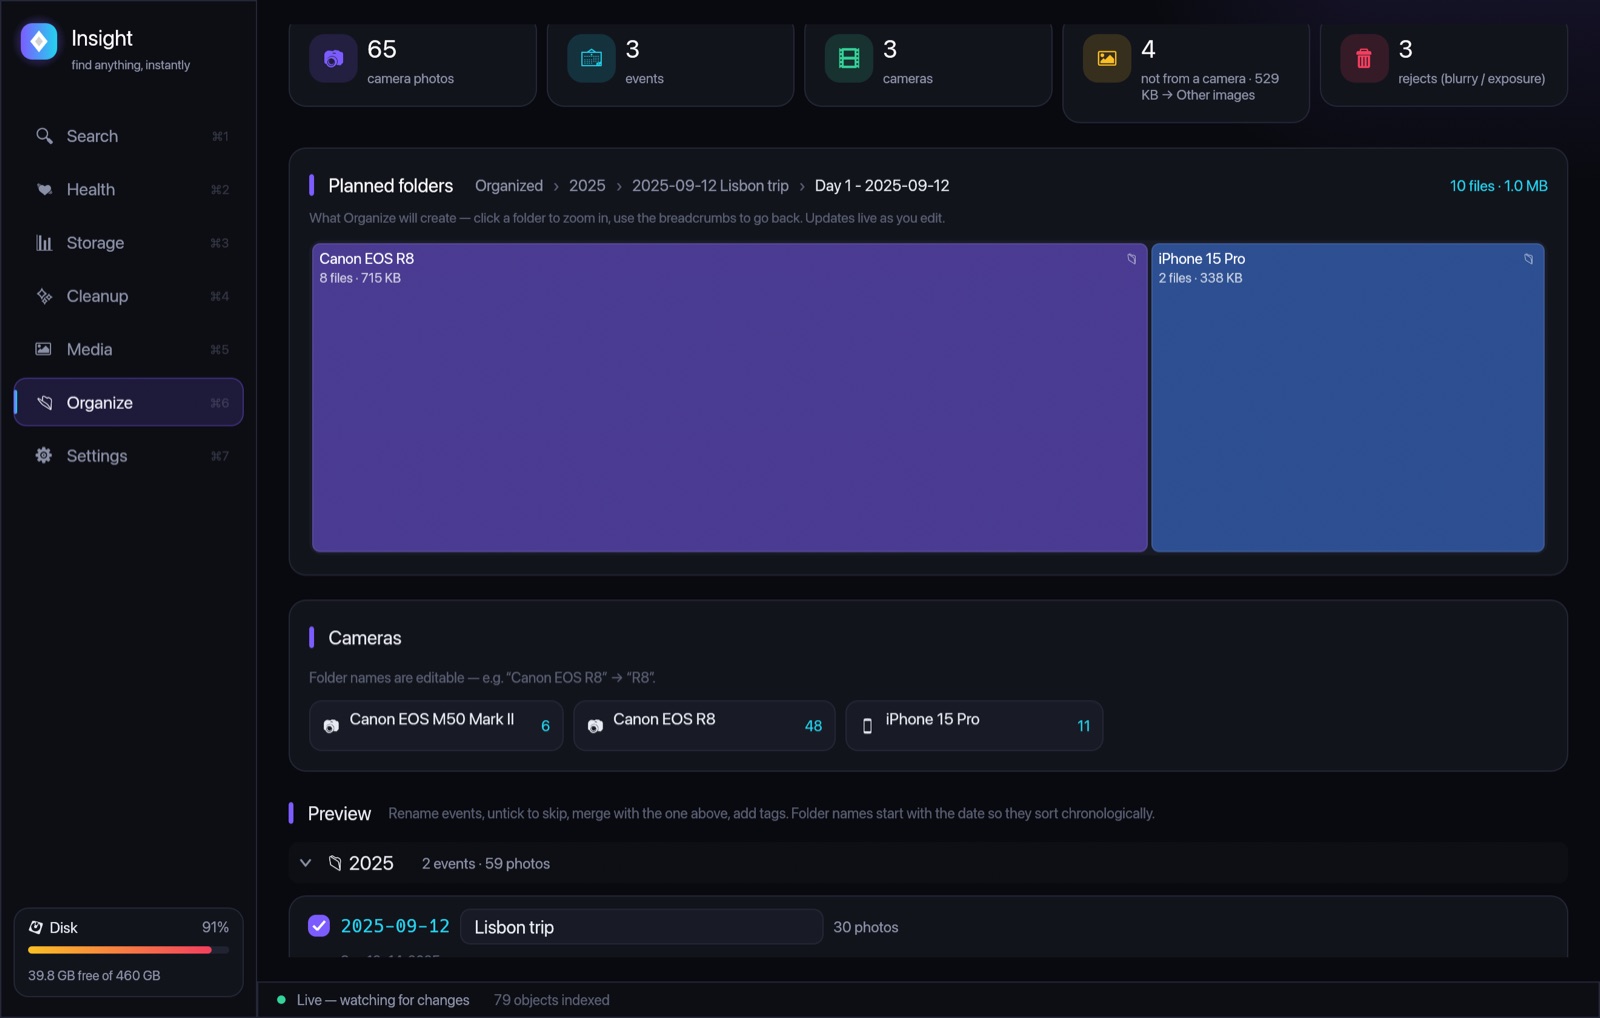 Insight
find anything, instantly
Search ⌘1
Health ⌘2
Storage ⌘3
Cleanup ⌘4
Media ⌘5
Organize ⌘6
Settings ⌘7
Disk 91%
39.8 GB free of 460 GB
65
camera photos
3
events
3
cameras
4
not from a camera · 529
KB → Other images
3
rejects (blurry / exposure)
Planned folders Organized › 2025 › 2025-09-12 Lisbon trip › Day 1 - 2025-09-12 10 files · 1.0 MB
What Organize will create — click a folder to zoom in, use the breadcrumbs to go back. Updates live as you edit.
Canon EOS R8
8 files · 715 KB
iPhone 15 Pro
2 files · 338 KB
Cameras
Folder names are editable — e.g. “Canon EOS R8” → “R8”.
Canon EOS M50 Mark II 6
Canon EOS R8 48
iPhone 15 Pro 11
Preview Rename events, untick to skip, merge with the one above, add tags. Folder names start with the date so they sort chronologically.
2025 2 events · 59 photos
2025-09-12 Lisbon trip 30 photos
Live — watching for changes 79 objects indexed